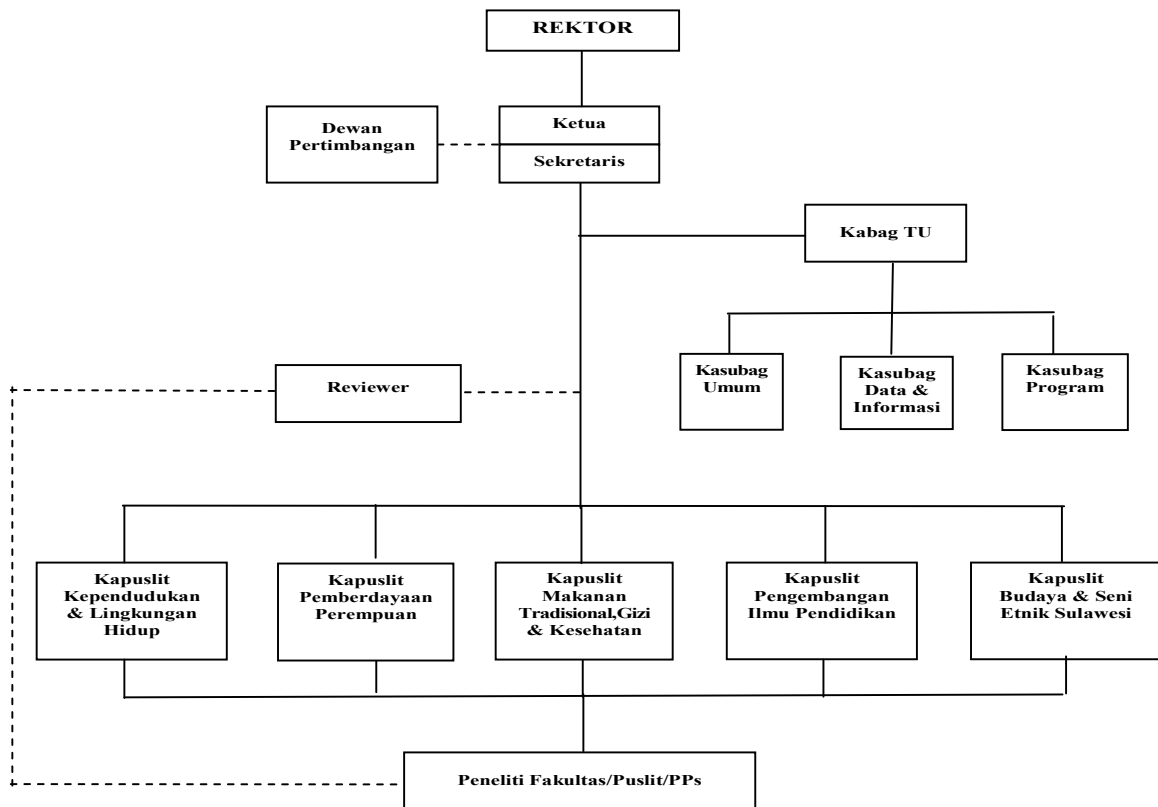 REKTOR
Dewan
Pertimbangan
Ketua
Sekretaris
Kabag TU
Kasubag
Umum
Kasubag
Data &
Informasi
Kasubag
Program
Reviewer
Kapuslit
Kependudukan
& Lingkungan
Hidup
Kapuslit
Pemberdayaan
Perempuan
Kapuslit
Makanan
Tradisional,Gizi
& Kesehatan
Kapuslit
Pengembangan
Ilmu Pendidikan
Kapuslit
Budaya & Seni
Etnik Sulawesi
Peneliti Fakultas/Puslit/PPs